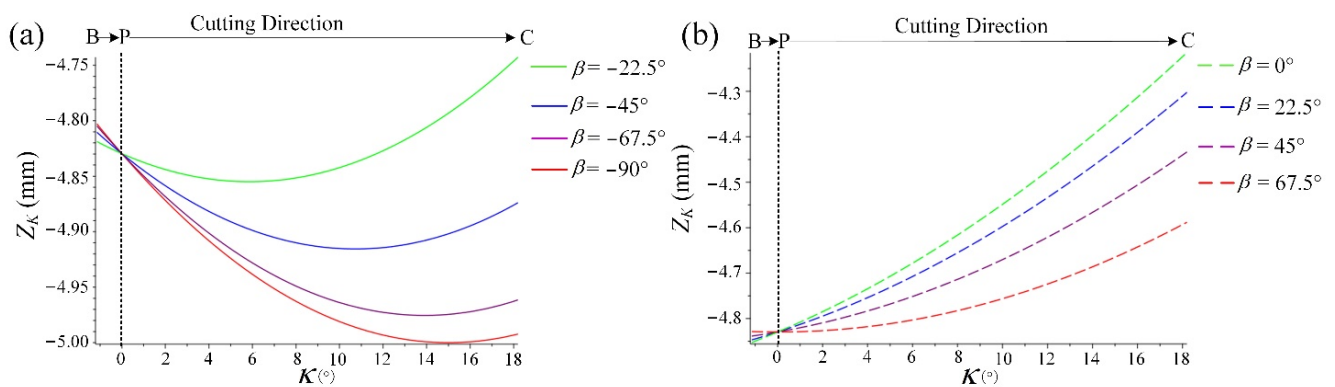 (a)
B P Cutting Direction C
Z_K (mm)
−4.75
−4.80
−4.85
−4.90
−4.95
−5.00
0 2 4 6 8 10 12 14 16 18
κ(°)
β = −22.5°
β = −45°
β = −67.5°
β = −90°
(b)
B P Cutting Direction C
Z_K (mm)
−4.3
−4.4
−4.5
−4.6
−4.7
−4.8
0 2 4 6 8 10 12 14 16 18
κ(°)
β = 0°
β = 22.5°
β = 45°
β = 67.5°